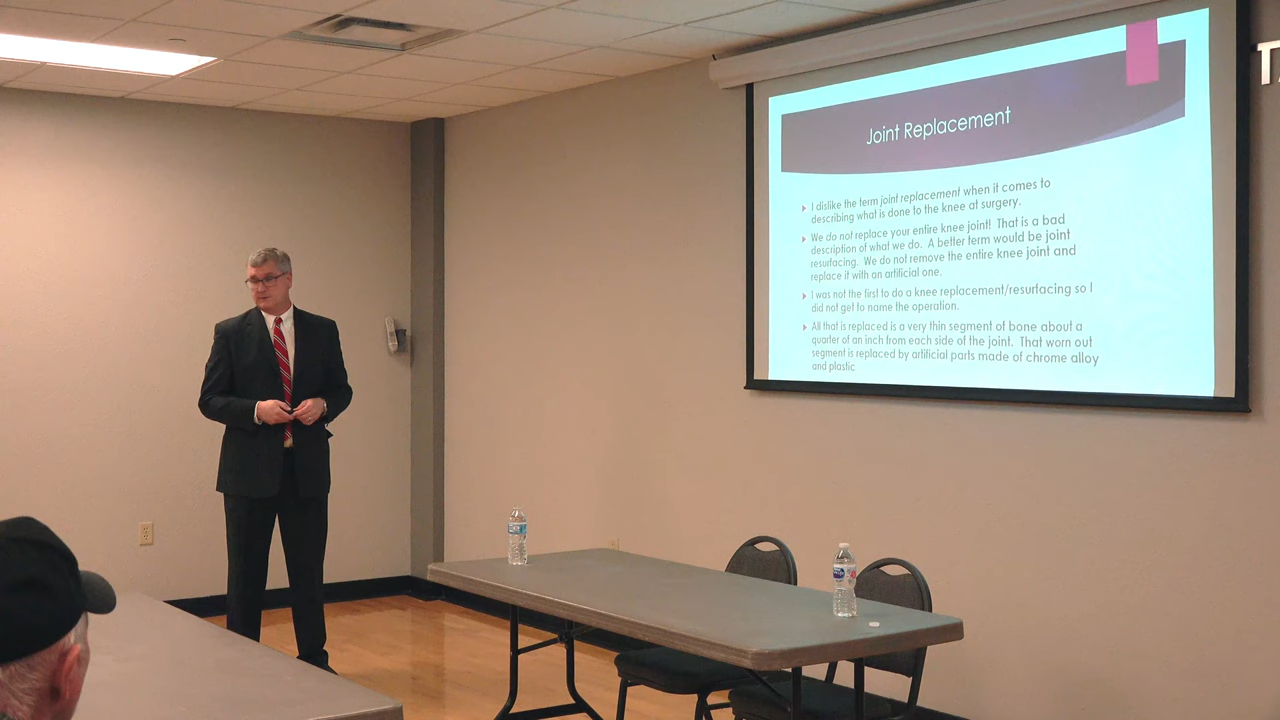 Joint Replacement
I dislike the term joint replacement when it comes to
describing what is done to the knee at surgery.
We do not replace your entire knee joint! That is a bad
description of what we do. A better term would be joint
resurfacing. We do not remove the entire knee joint and
replace it with an artificial one.
I was not the first to do a knee replacement/resurfacing so I
did not get to name the operation.
All that is replaced is a very thin segment of bone about a
quarter of an inch from each side of the joint. That worn out
segment is replaced by artificial parts made of chrome alloy
and plastic